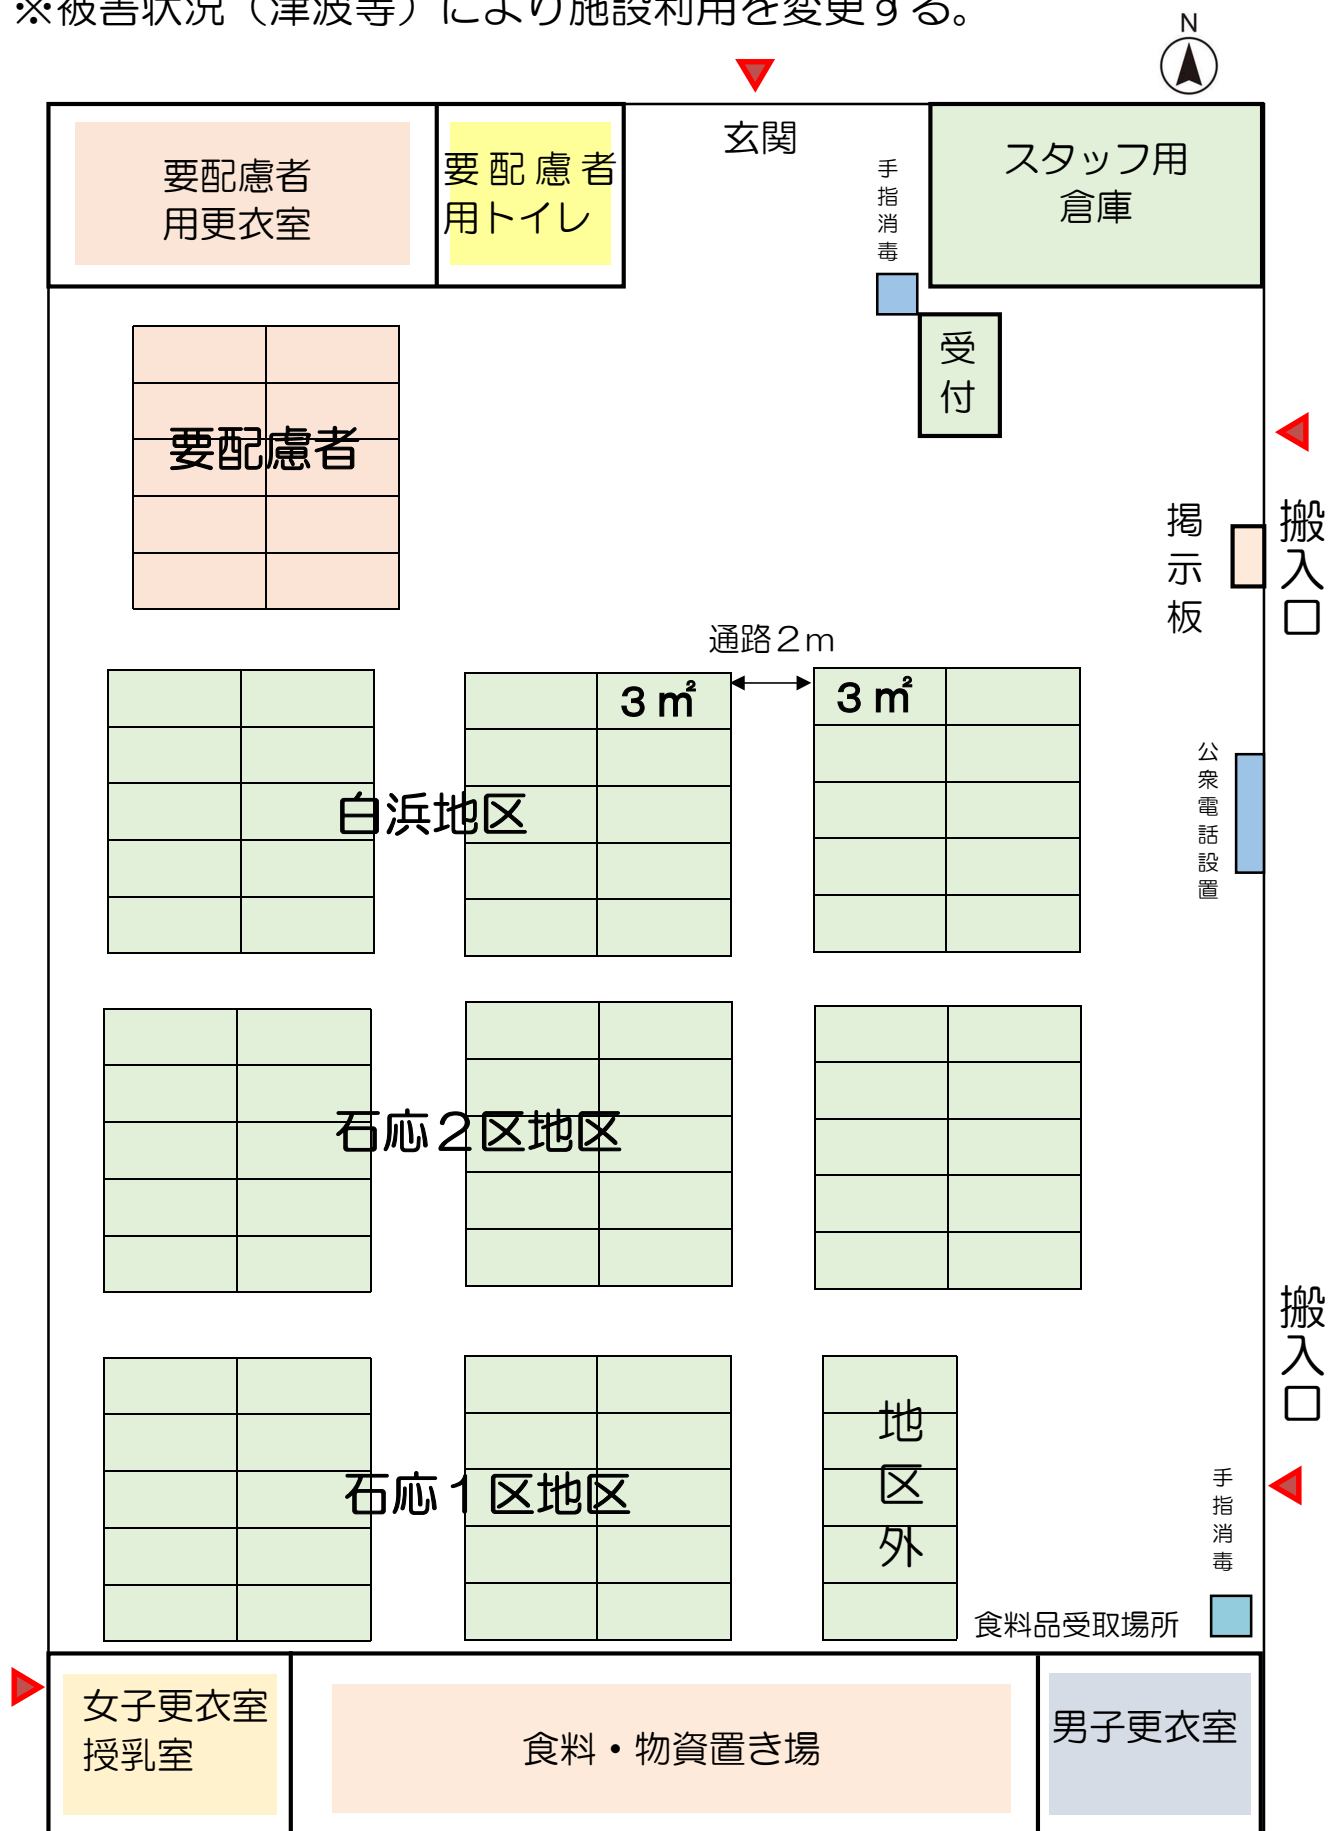 ※被害状況（津波等）により施設利用を変更する。
N
玄関
要配慮者
用更衣室
要配慮者
用トイレ
手指消毒
スタッフ用
倉庫
受付
要配慮者
掲示板
搬入口
通路２ｍ
３㎡
３㎡
白浜地区
公衆電話設置
石応２区地区
搬入口
石応１区地区
地区外
手指消毒
食料品受取場所
女子更衣室
授乳室
食料・物資置き場
男子更衣室